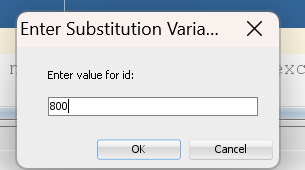 Enter Substitution Varia...
Enter value for id:
800
OK
Cancel